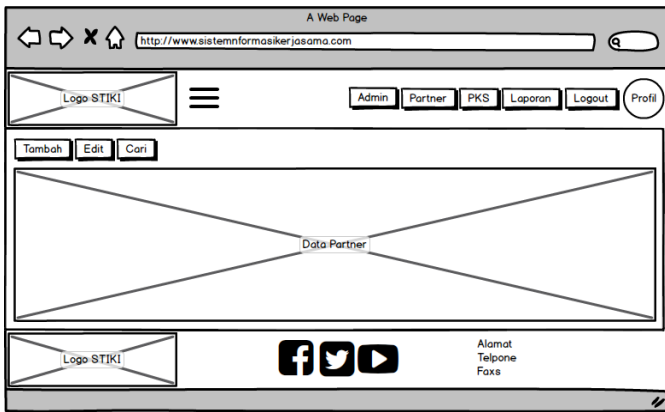 A Web Page
http://www.sistemnformasikerjasama.com
Logo STIKI
Admin
Partner
PKS
Laporan
Logout
Profil
Tambah
Edit
Cari
Data Partner
Logo STIKI
Alamat
Telpone
Faxs